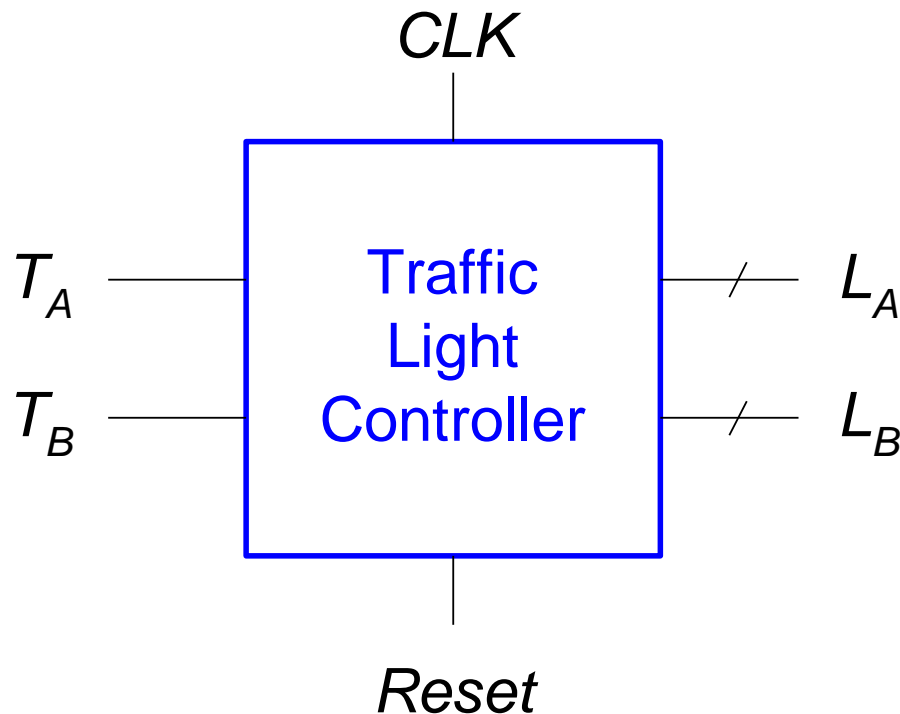 CLK
T_A
Traffic
Light
Controller
L_A
T_B
L_B
Reset